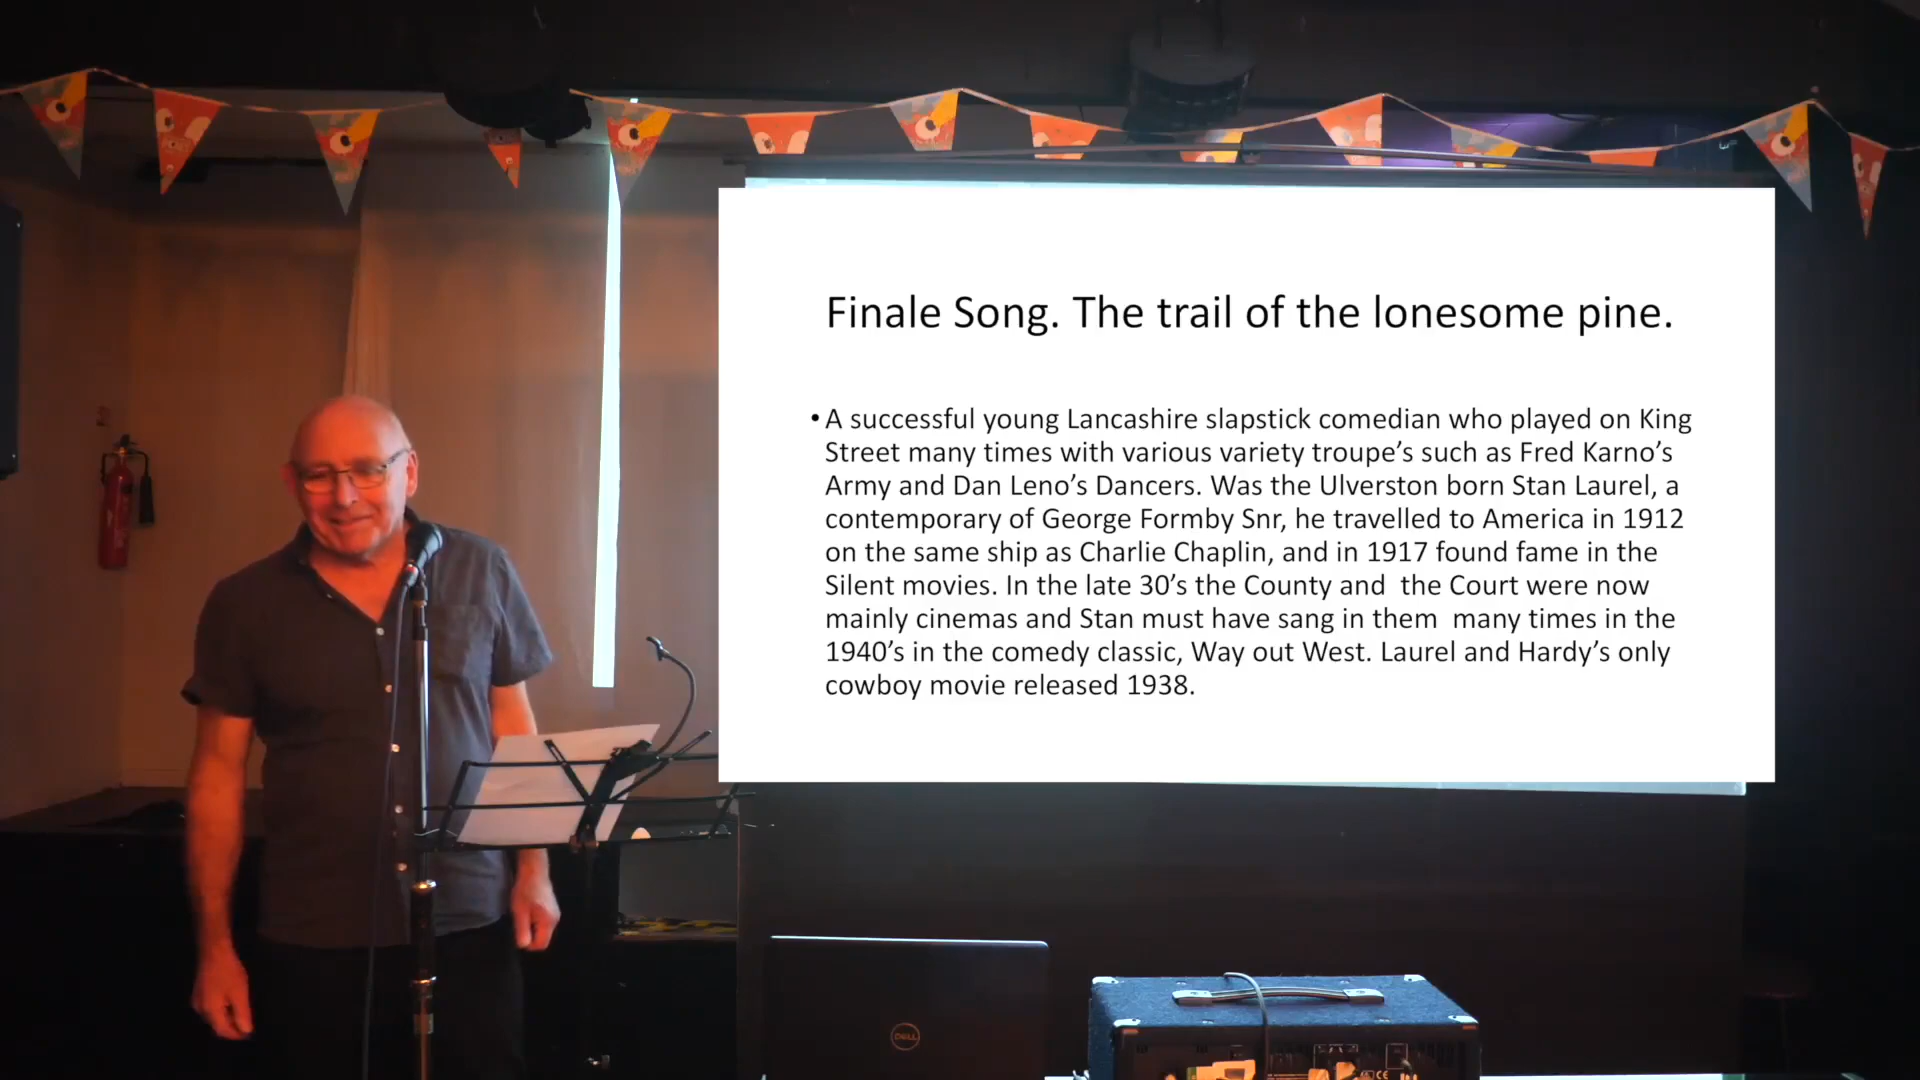 Finale Song. The trail of the lonesome pine.
• A successful young Lancashire slapstick comedian who played on King
Street many times with various variety troupe's such as Fred Karno's
Army and Dan Leno's Dancers. Was the Ulverston born Stan Laurel, a
contemporary of George Formby Snr, he travelled to America in 1912
on the same ship as Charlie Chaplin, and in 1917 found fame in the
Silent movies. In the late 30's the County and  the Court were now
mainly cinemas and Stan must have sang in them  many times in the
1940's in the comedy classic, Way out West. Laurel and Hardy's only
cowboy movie released 1938.
DELL